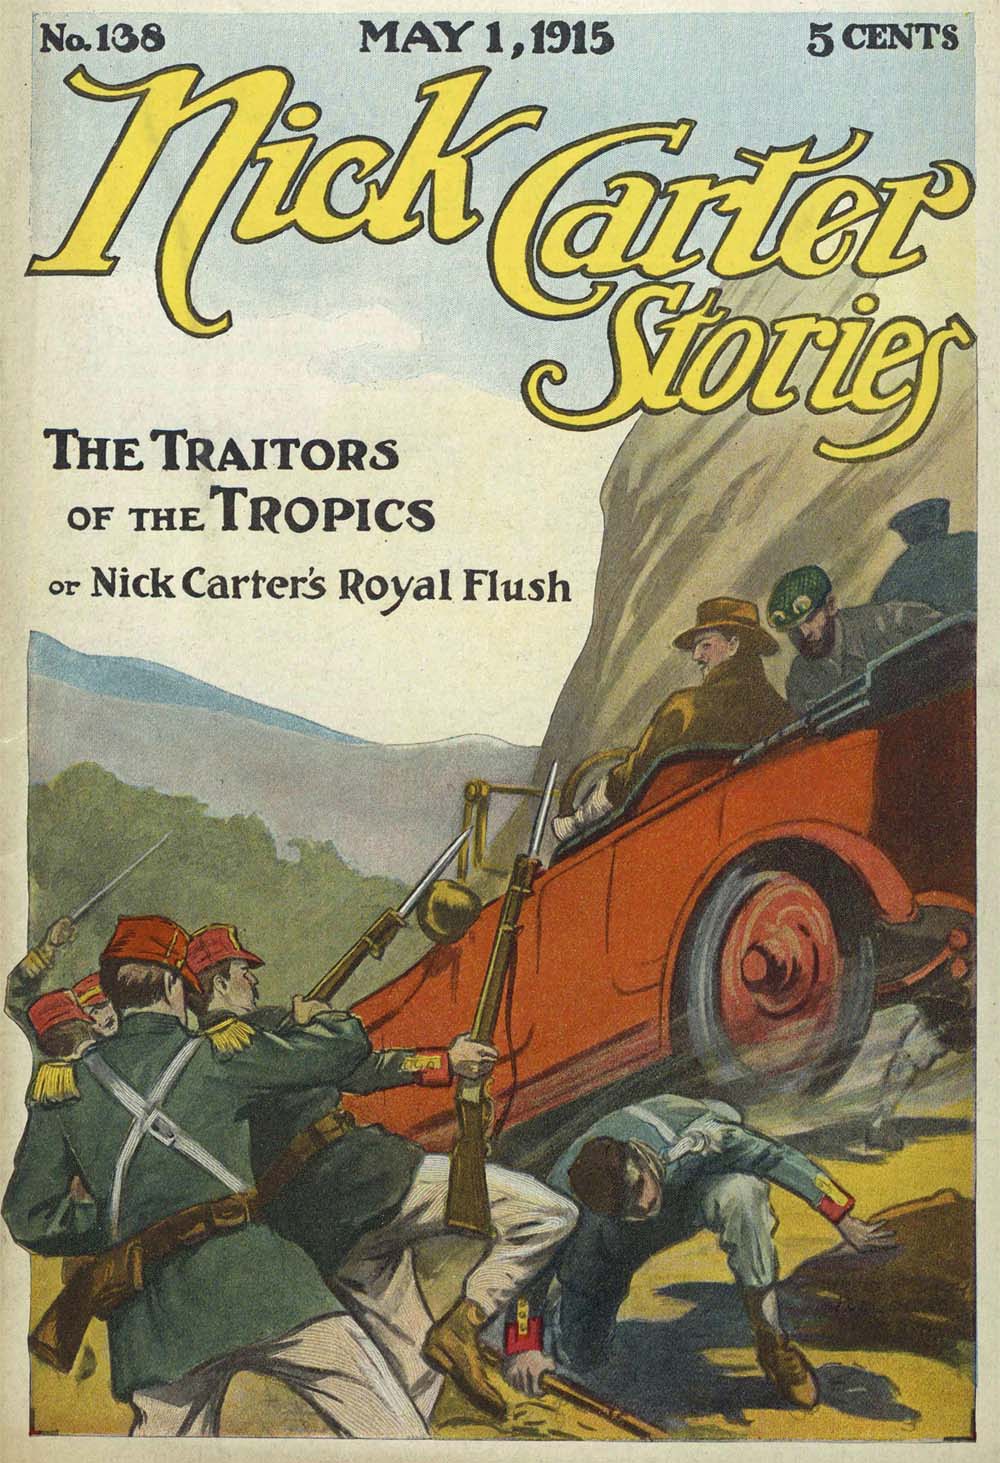 No. 138 MAY 1, 1915 5 CENTS
Nick Carter
Stories
THE TRAITORS
OF THE TROPICS
or Nick Carter's Royal Flush